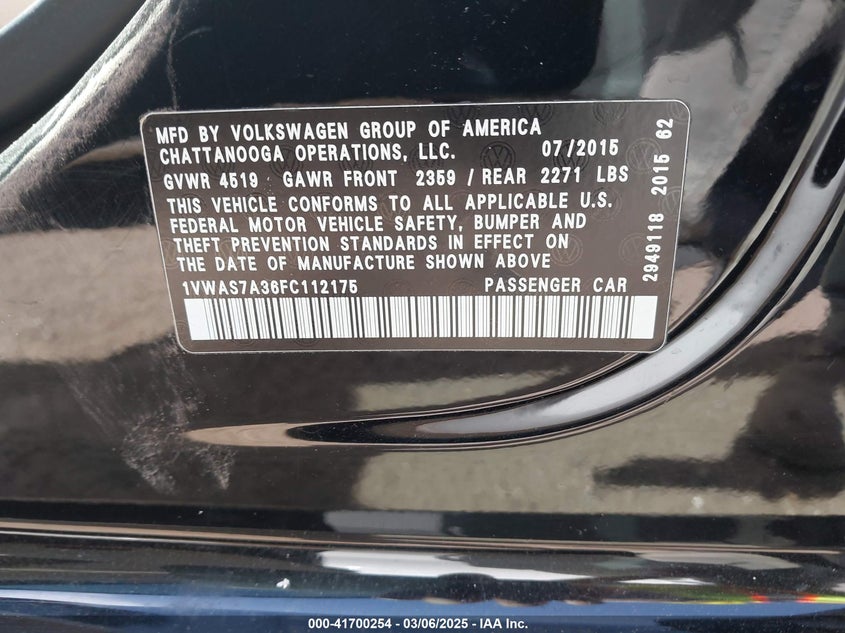 MFD BY VOLKSWAGEN GROUP OF AMERICA
CHATTANOOGA OPERATIONS, LLC. 07/2015
GVWR 4519 GAWR FRONT 2359 / REAR 2271 LBS
THIS VEHICLE CONFORMS TO ALL APPLICABLE U.S.
FEDERAL MOTOR VEHICLE SAFETY, BUMPER AND
THEFT PREVENTION STANDARDS IN EFFECT ON
THE DATE OF MANUFACTURE SHOWN ABOVE
1VWAS7A36FC112175 PASSENGER CAR
2949118 2015 62
000-41700254 - 03/06/2025 - IAA Inc.